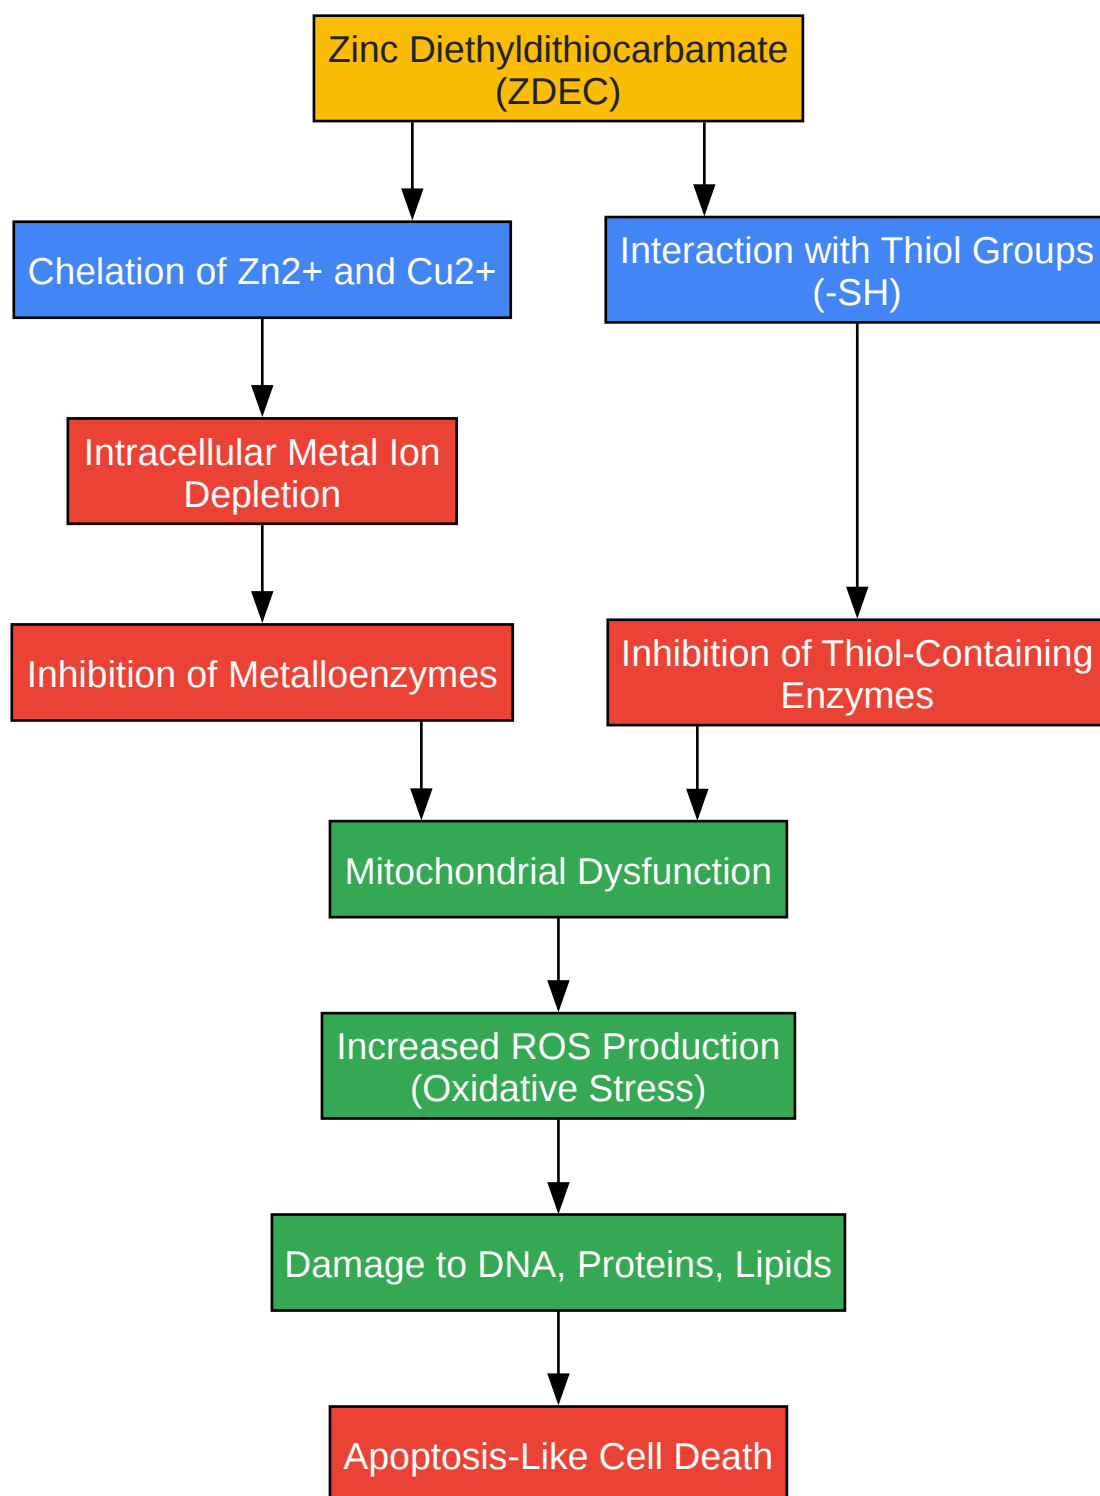 Zinc Diethyldithiocarbamate
(ZDEC)
Chelation of Zn2+ and Cu2+
Interaction with Thiol Groups
(-SH)
Intracellular Metal Ion
Depletion
Inhibition of Metalloenzymes
Inhibition of Thiol-Containing
Enzymes
Mitochondrial Dysfunction
Increased ROS Production
(Oxidative Stress)
Damage to DNA, Proteins, Lipids
Apoptosis-Like Cell Death